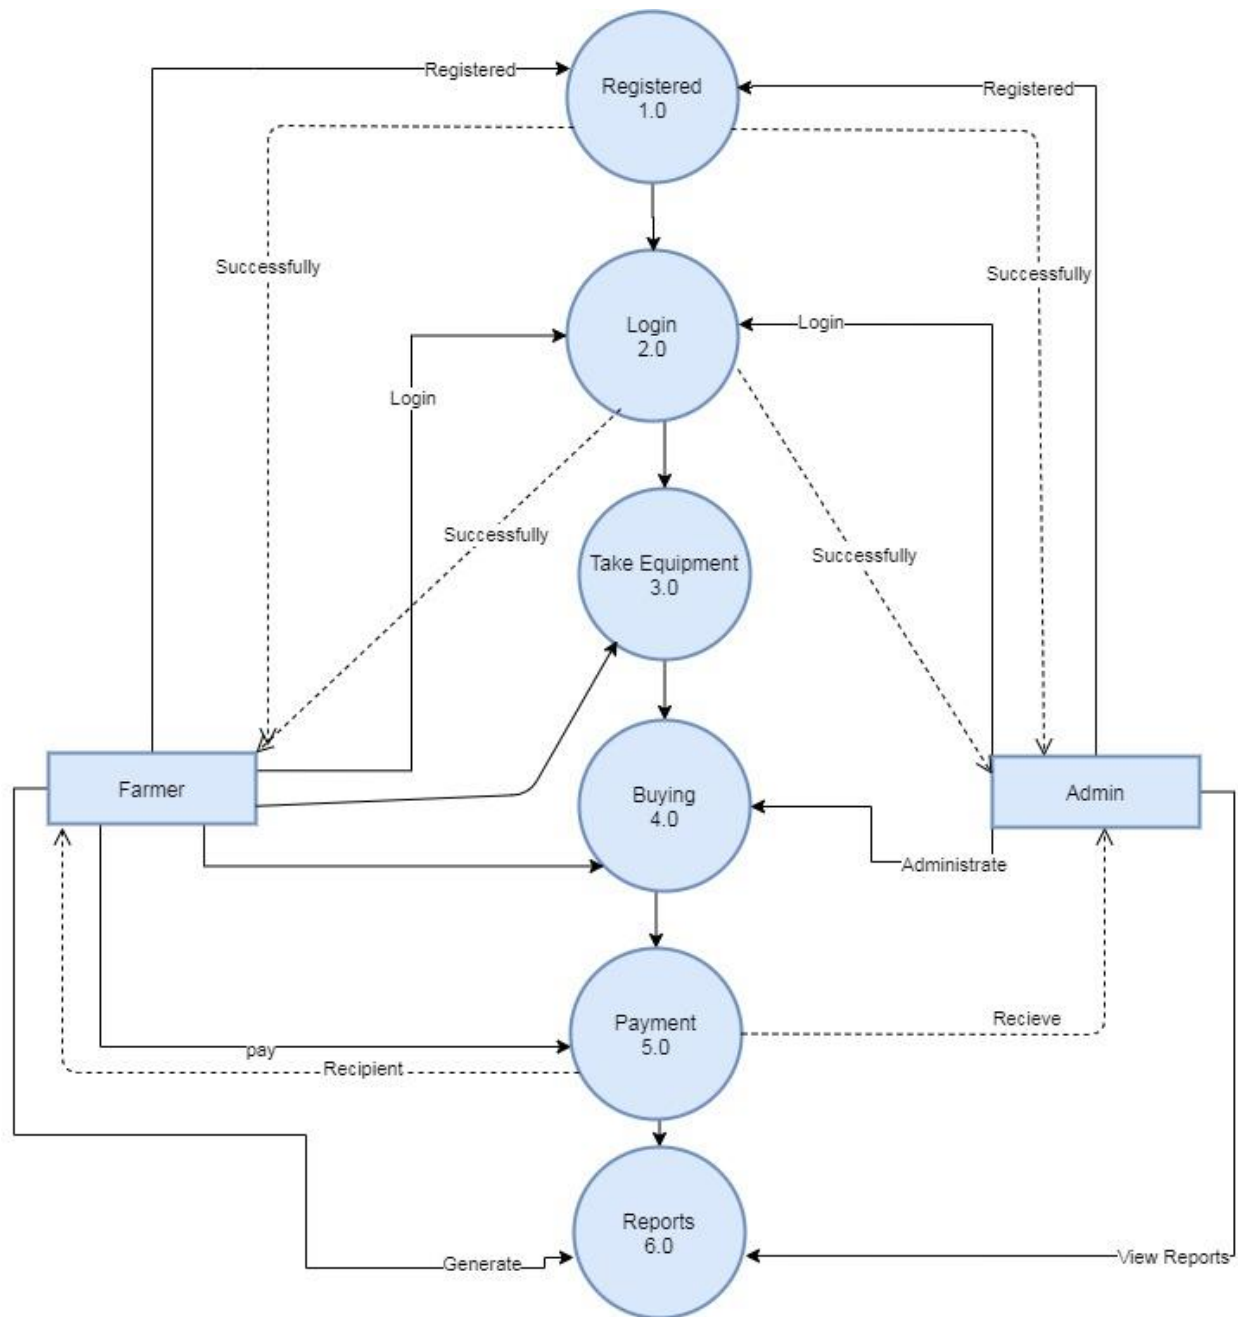 Registered
Registered
1.0
Registered
Successfully
Successfully
Login
2.0
Login
Login
Successfully
Successfully
Take Equipment
3.0
Farmer
Buying
4.0
Admin
Administrate
Payment
5.0
Recieve
pay
Recipient
Reports
6.0
Generate
View Reports